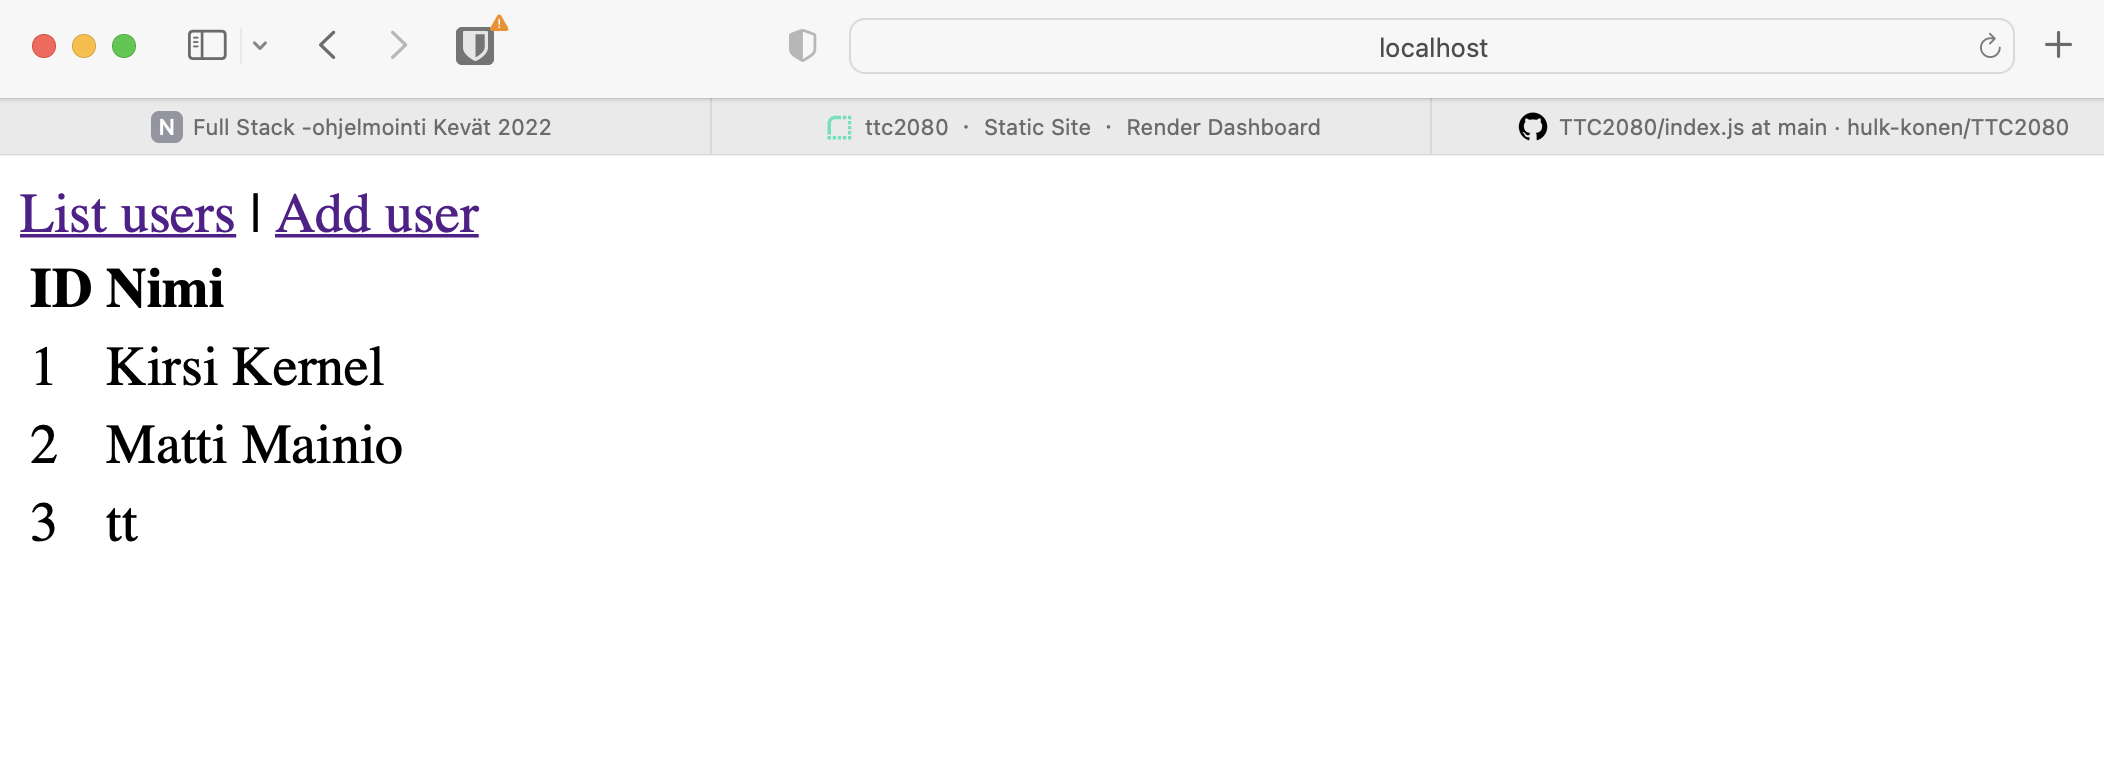 localhost
N Full Stack -ohjelmointi Kevät 2022
ttc2080 · Static Site · Render Dashboard
TTC2080/index.js at main · hulk-konen/TTC2080
List users | Add user
ID Nimi
1 Kirsi Kernel
2 Matti Mainio
3 tt